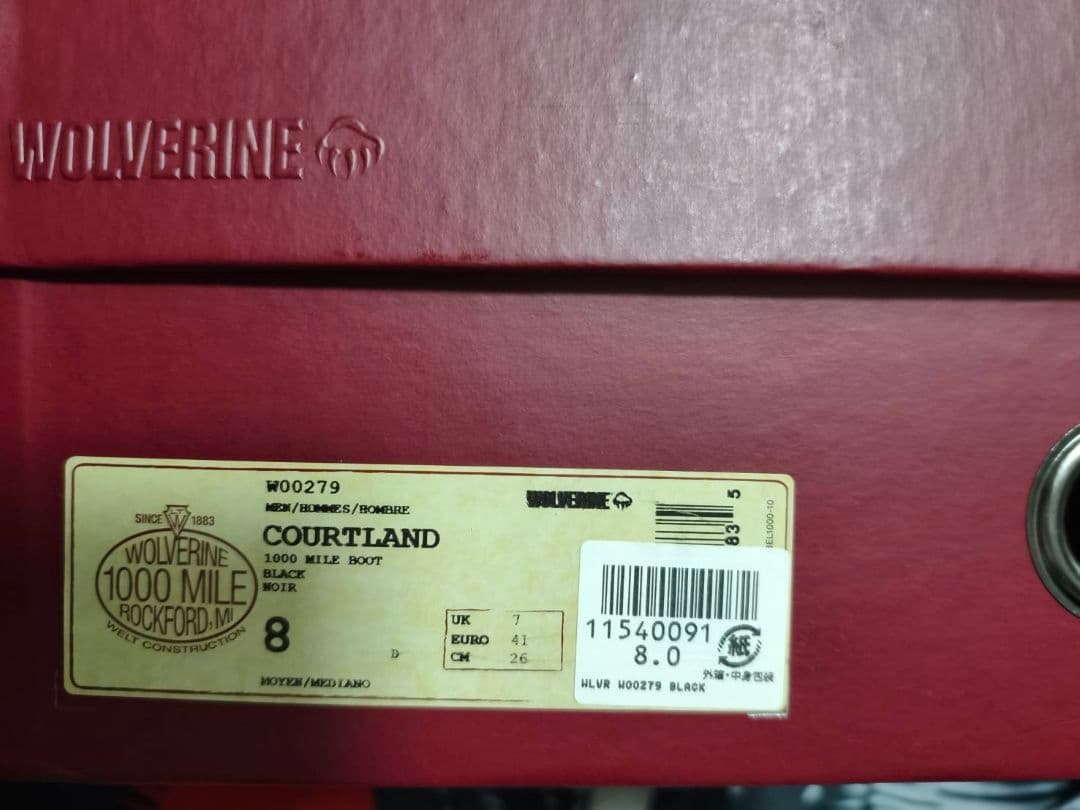 WOLVERINE
W00279
MEN/HOMMES/HOMBRE
COURTLAND
1000 MILE BOOT
BLACK
NOIR
8
D
MOYEN/MEDIANO
SINCE 1883
WOLVERINE
1000 MILE
ROCKFORD, MI
WELT CONSTRUCTION
UK 7
EURO 41
CM 26
WOLVERINE
5
83
11540091
8.0
紙
外箱・中身包装
WLVR W00279 BLACK